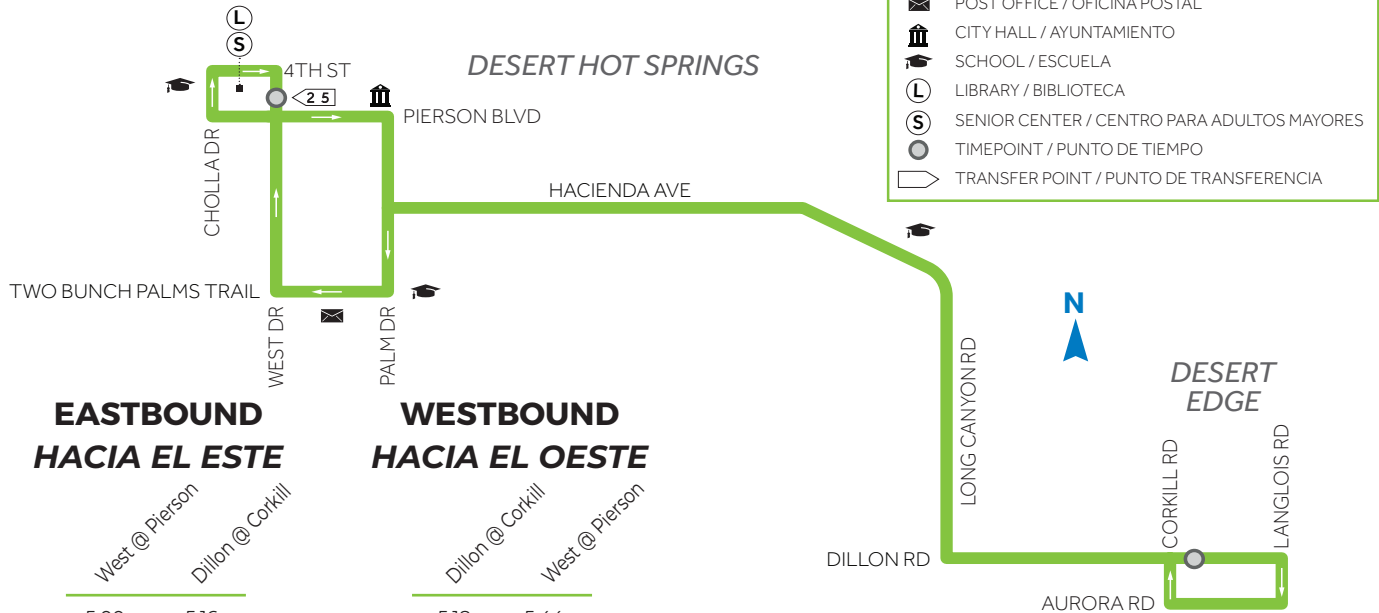 POST OFFICE / OFICINA POSTAL
CITY HALL / AYUNTAMIENTO
SCHOOL / ESCUELA
L LIBRARY / BIBLIOTECA
S SENIOR CENTER / CENTRO PARA ADULTOS MAYORES
TIMEPOINT / PUNTO DE TIEMPO
TRANSFER POINT / PUNTO DE TRANSFERENCIA
L
S
4TH ST
DESERT HOT SPRINGS
2 5
PIERSON BLVD
CHOLLA DR
HACIENDA AVE
TWO BUNCH PALMS TRAIL
WEST DR
PALM DR
N
LONG CANYON RD
DESERT
EDGE
CORKILL RD
LANGLOIS RD
DILLON RD
AURORA RD
EASTBOUND
HACIA EL ESTE
West @ Pierson
Dillon @ Corkill
WESTBOUND
HACIA EL OESTE
Dillon @ Corkill
West @ Pierson